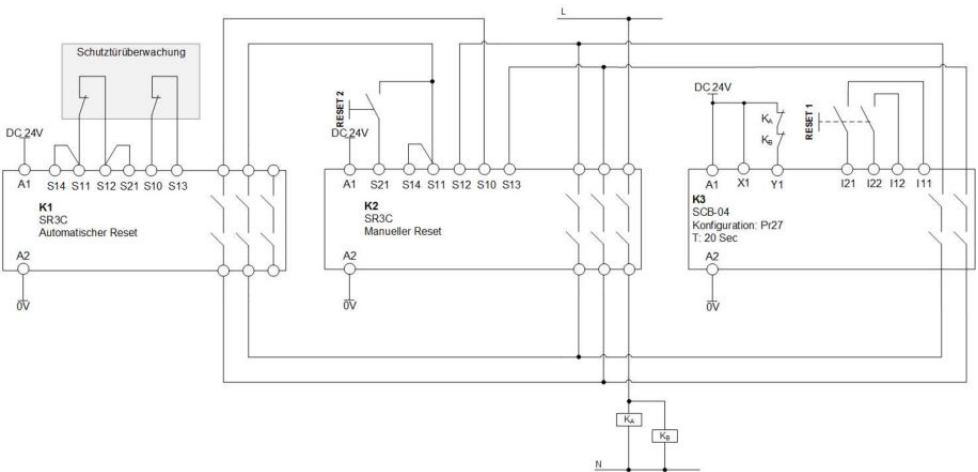 L
Schutztürüberwachung
DC 24V
A1 S14 S11 S12 S21 S10 S13
K1
SR3C
Automatischer Reset
A2
0V
RESET 2
DC 24V
A1 S21 S14 S11 S12 S10 S13
K2
SR3C
Manueller Reset
A2
0V
DC 24V
KA
KB
RESET 1
A1 X1 Y1 I21 I22 I12 I11
K3
SCB-04
Konfiguration: Pr27
T: 20 Sec
A2
0V
KA
KB
N